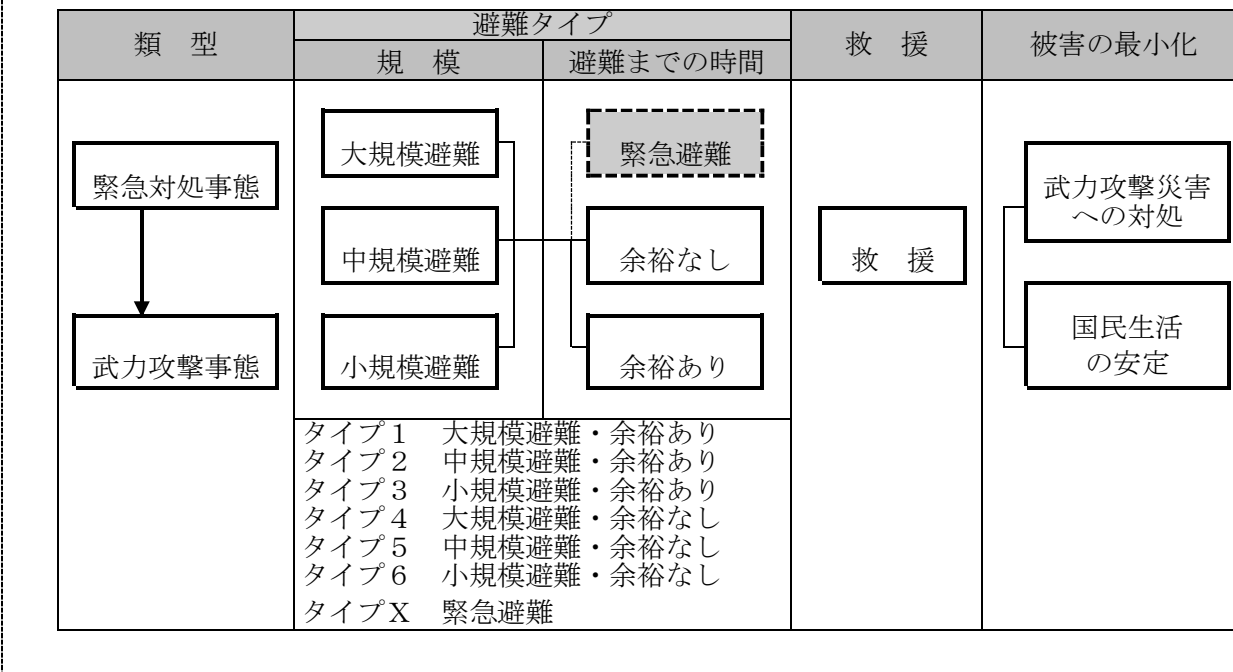 類　型
避難タイプ
規　模
避難までの時間
救　援
被害の最小化
緊急対処事態
武力攻撃事態
大規模避難
中規模避難
小規模避難
緊急避難
余裕なし
余裕あり
救　援
武力攻撃災害
への対処
国民生活
の安定
タイプ１　大規模避難・余裕あり
タイプ２　中規模避難・余裕あり
タイプ３　小規模避難・余裕あり
タイプ４　大規模避難・余裕なし
タイプ５　中規模避難・余裕なし
タイプ６　小規模避難・余裕なし
タイプＸ　緊急避難